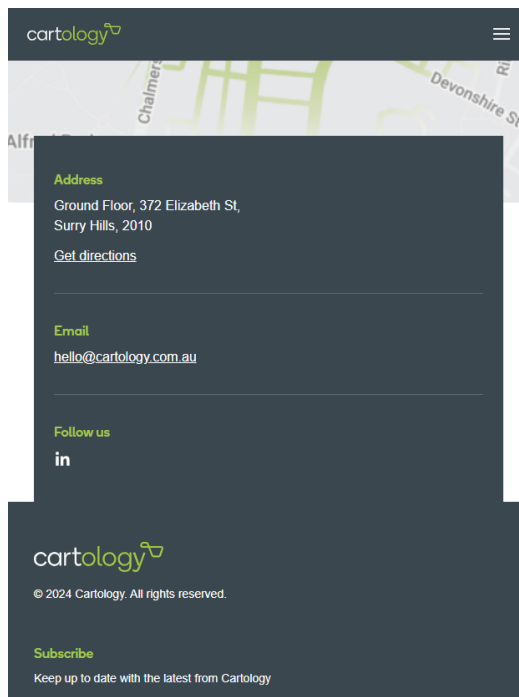 cartology
Chalmers
Devonshire St
Address
Ground Floor, 372 Elizabeth St,
Surry Hills, 2010
Get directions
Email
hello@cartology.com.au
Follow us
in
cartology
© 2024 Cartology. All rights reserved.
Subscribe
Keep up to date with the latest from Cartology